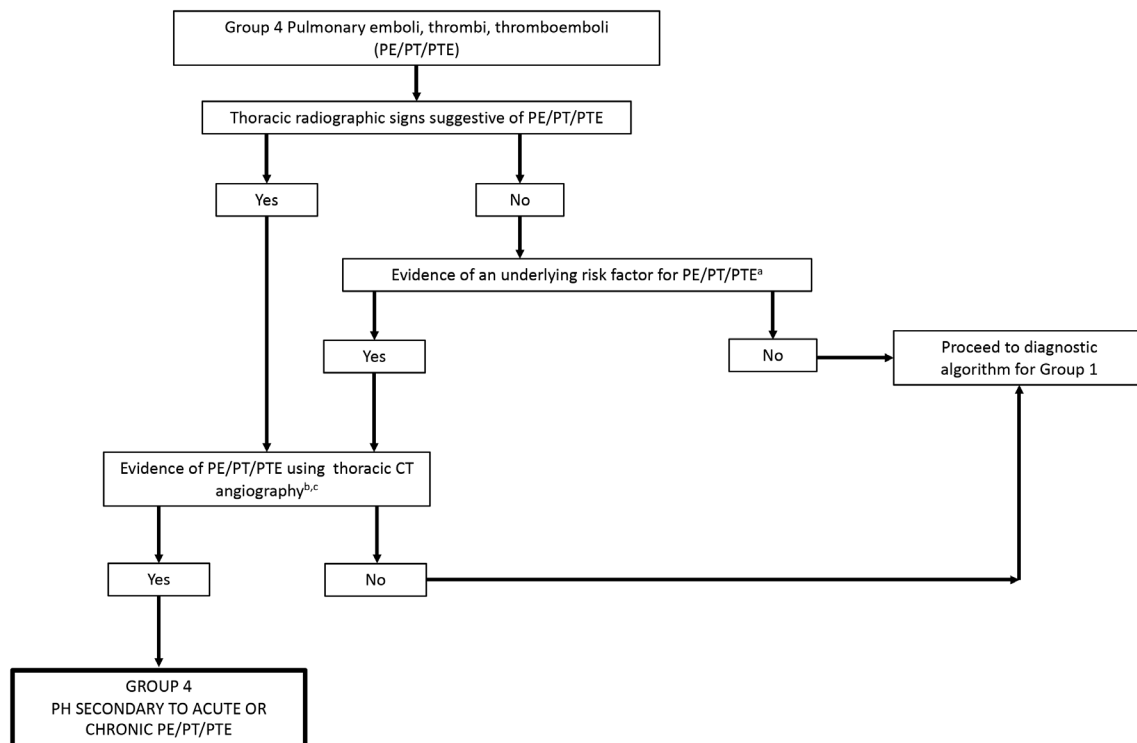 Group 4 Pulmonary emboli, thrombi, thromboemboli
(PE/PT/PTE)
Thoracic radiographic signs suggestive of PE/PT/PTE
Yes
No
Evidence of an underlying risk factor for PE/PT/PTEᵃ
Yes
No
Proceed to diagnostic
algorithm for Group 1
Evidence of PE/PT/PTE using thoracic CT
angiographyᵇ,ᶜ
Yes
No
GROUP 4
PH SECONDARY TO ACUTE OR
CHRONIC PE/PT/PTE